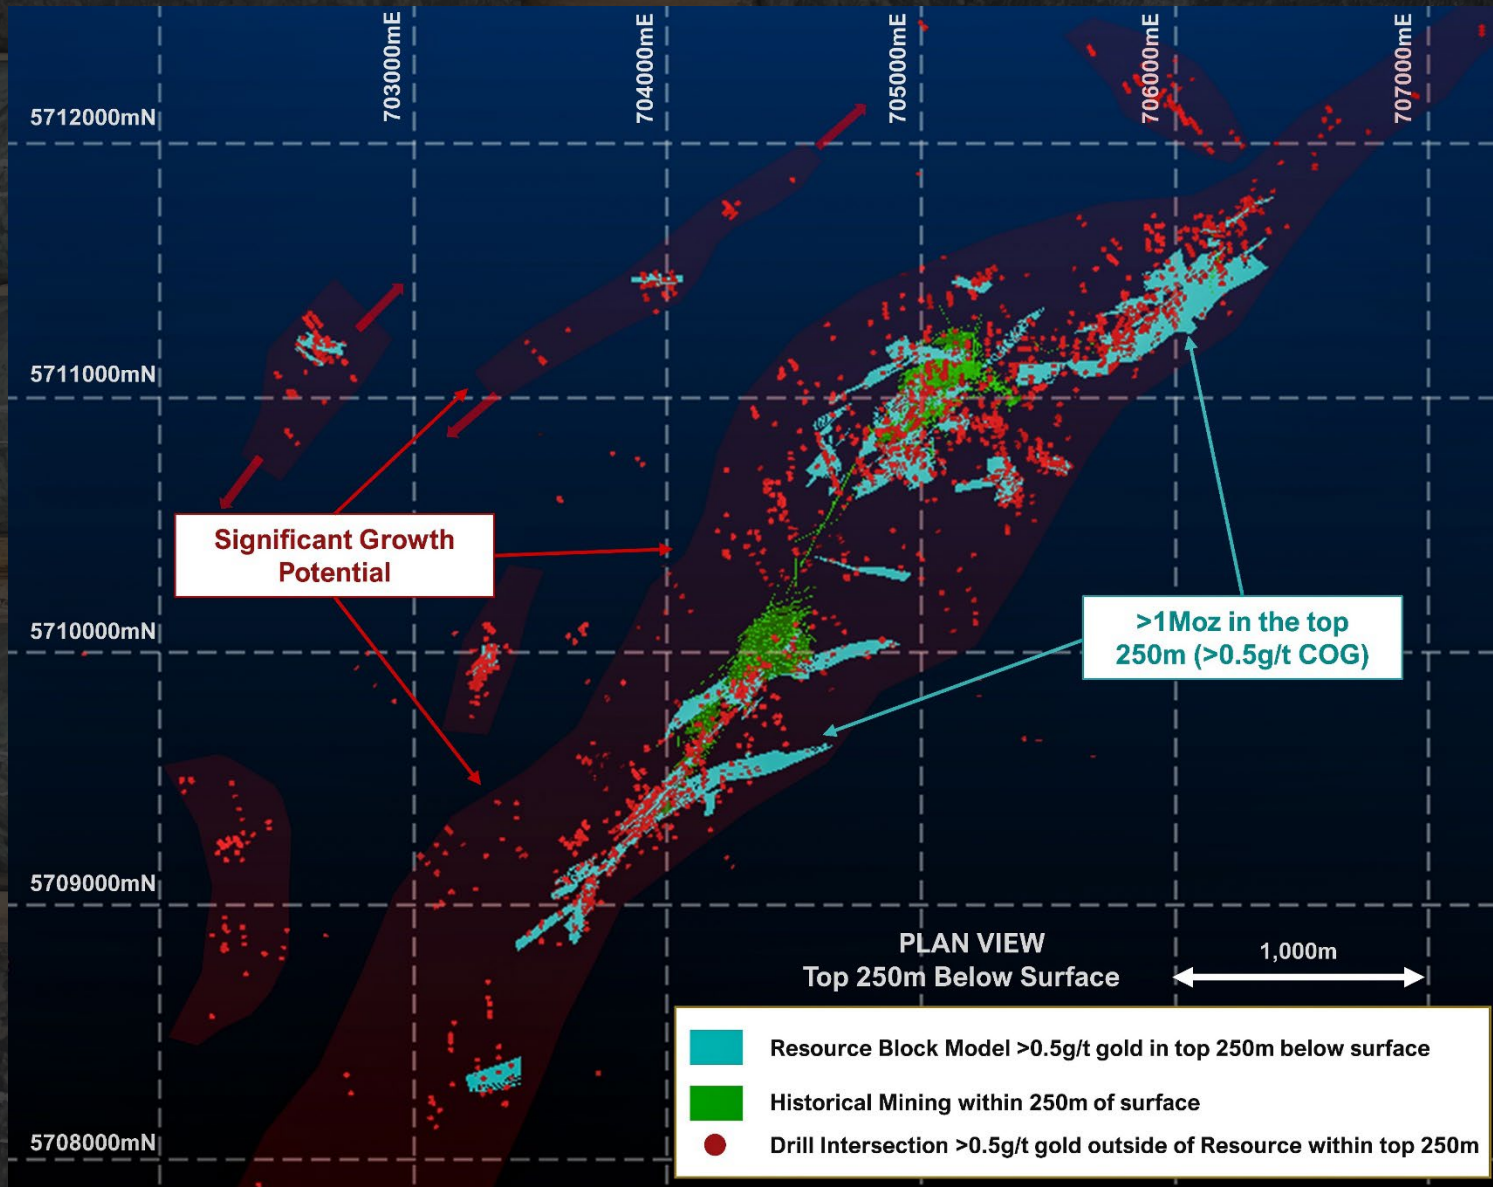 703000mE
704000mE
705000mE
706000mE
707000mE
5712000mN
5711000mN
5710000mN
5709000mN
5708000mN
Significant Growth
Potential
>1Moz in the top
250m (>0.5g/t COG)
PLAN VIEW
Top 250m Below Surface
1,000m
Resource Block Model >0.5g/t gold in top 250m below surface
Historical Mining within 250m of surface
Drill Intersection >0.5g/t gold outside of Resource within top 250m